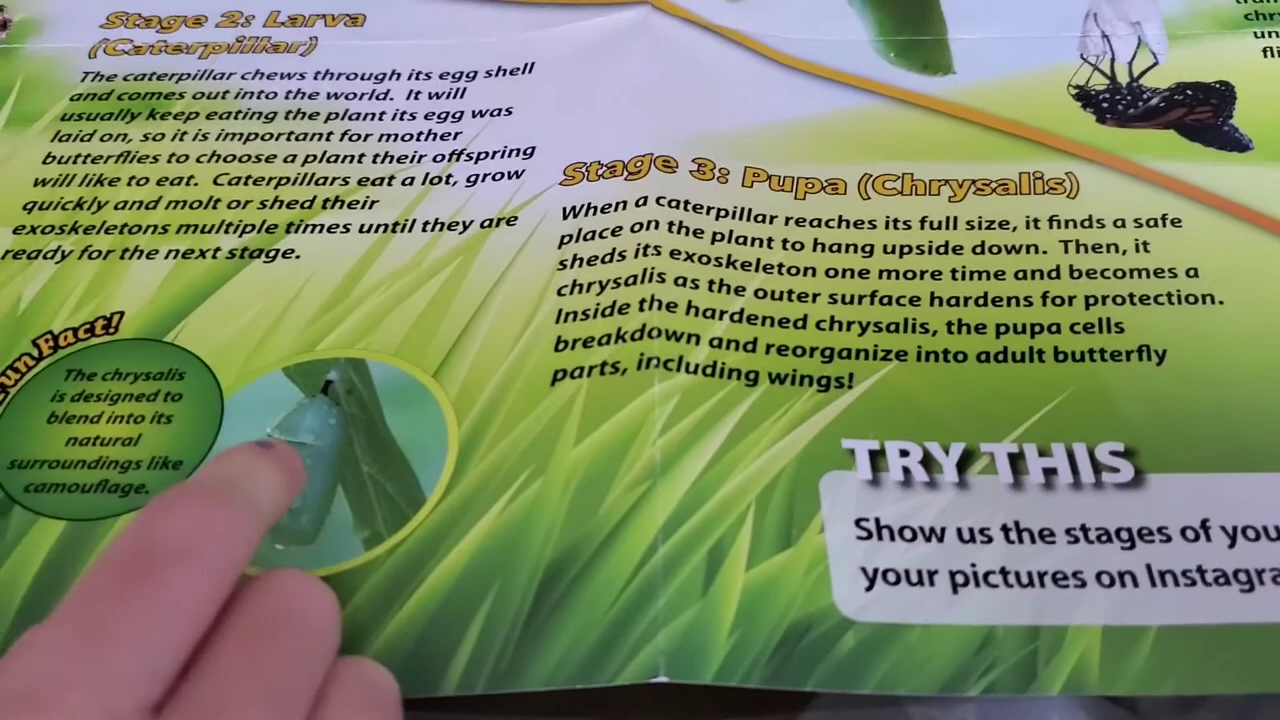 Stage 2: Larva
(Caterpillar)
The caterpillar chews through its egg shell
and comes out into the world. It will
usually keep eating the plant its egg was
laid on, so it is important for mother
butterflies to choose a plant their offspring
will like to eat. Caterpillars eat a lot, grow
quickly and molt or shed their
exoskeletons multiple times until they are
ready for the next stage.
Stage 3: Pupa (Chrysalis)
When a caterpillar reaches its full size, it finds a safe
place on the plant to hang upside down. Then, it
sheds its exoskeleton one more time and becomes a
chrysalis as the outer surface hardens for protection.
Inside the hardened chrysalis, the pupa cells
breakdown and reorganize into adult butterfly
parts, including wings!
Fun Fact!
The chrysalis
is designed to
blend into its
natural
surroundings like
camouflage.
TRY THIS
Show us the stages of you
your pictures on Instagra
chr
un
fli